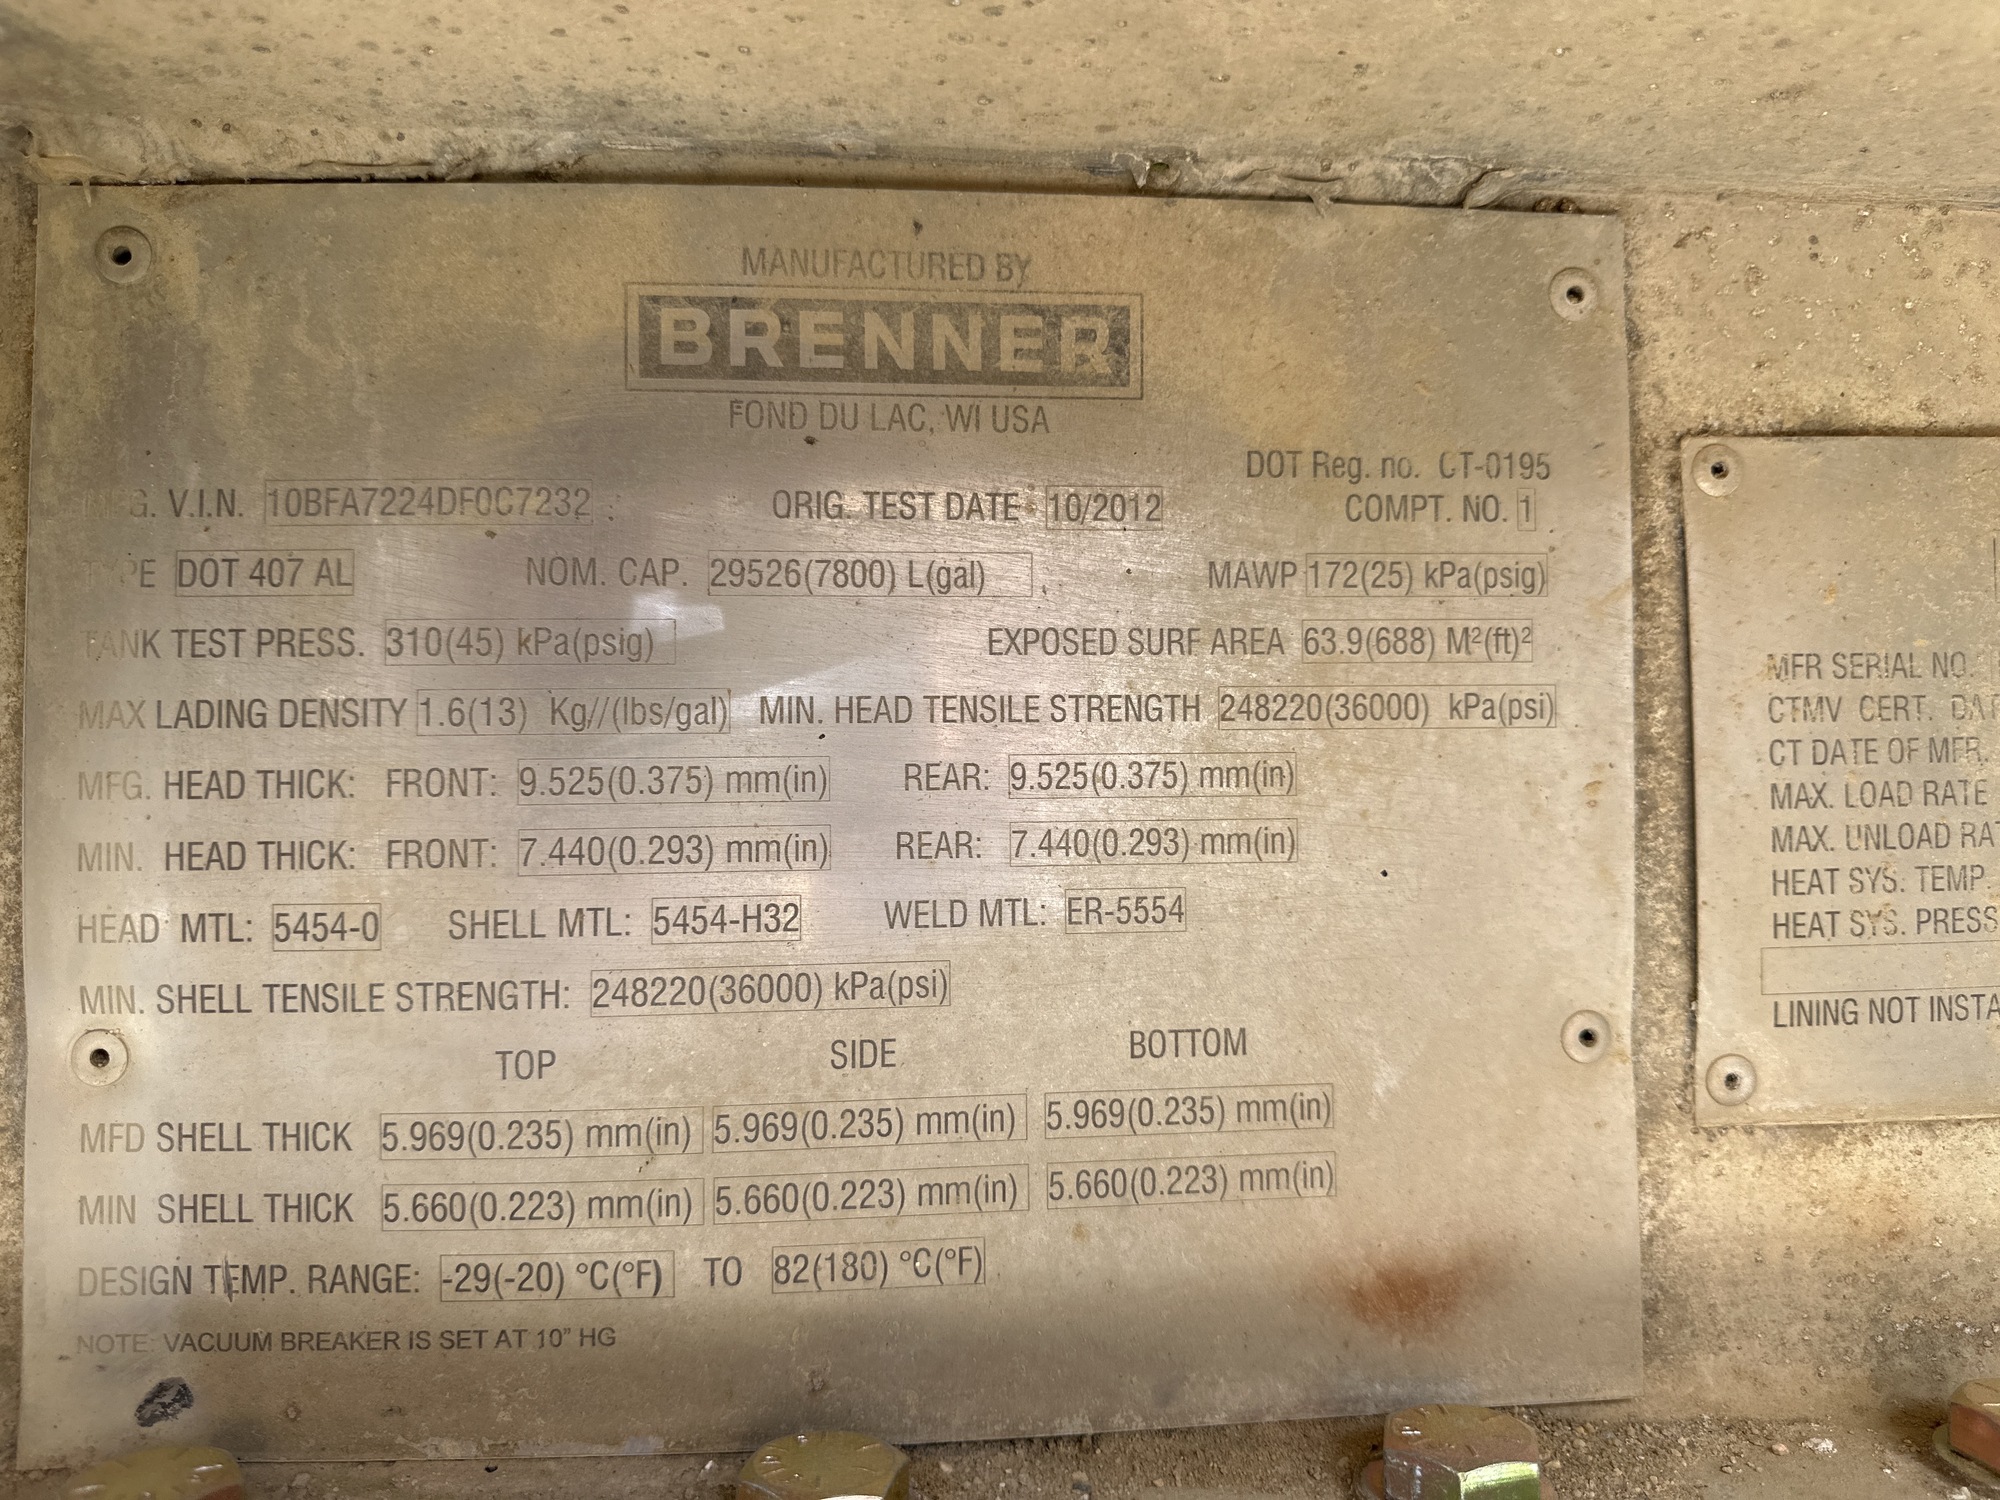 MANUFACTURED BY
BRENNER
FOND DU LAC, WI USA
DOT Reg. no. CT-0195
MFG. V.I.N. 10BFA7224DF0C7232 ORIG. TEST DATE 10/2012 COMPT. NO. 1
TYPE DOT 407 AL NOM. CAP. 29526(7800) L(gal) MAWP 172(25) kPa(psig)
TANK TEST PRESS. 310(45) kPa(psig) EXPOSED SURF AREA 63.9(688) M²(ft)²
MAX LADING DENSITY 1.6(13) Kg//(lbs/gal) MIN. HEAD TENSILE STRENGTH 248220(36000) kPa(psi)
MFG. HEAD THICK: FRONT: 9.525(0.375) mm(in) REAR: 9.525(0.375) mm(in)
MIN. HEAD THICK: FRONT: 7.440(0.293) mm(in) REAR: 7.440(0.293) mm(in)
HEAD MTL: 5454-0 SHELL MTL: 5454-H32 WELD MTL: ER-5554
MIN. SHELL TENSILE STRENGTH: 248220(36000) kPa(psi)
TOP SIDE BOTTOM
MFD SHELL THICK 5.969(0.235) mm(in) 5.969(0.235) mm(in) 5.969(0.235) mm(in)
MIN SHELL THICK 5.660(0.223) mm(in) 5.660(0.223) mm(in) 5.660(0.223) mm(in)
DESIGN TEMP. RANGE: -29(-20) °C(°F) TO 82(180) °C(°F)
NOTE: VACUUM BREAKER IS SET AT 10" HG
MFR SERIAL NO.
CTMV CERT. DAT
CT DATE OF MFR.
MAX. LOAD RATE
MAX. UNLOAD RAT
HEAT SYS. TEMP.
HEAT SYS. PRESS
LINING NOT INSTA